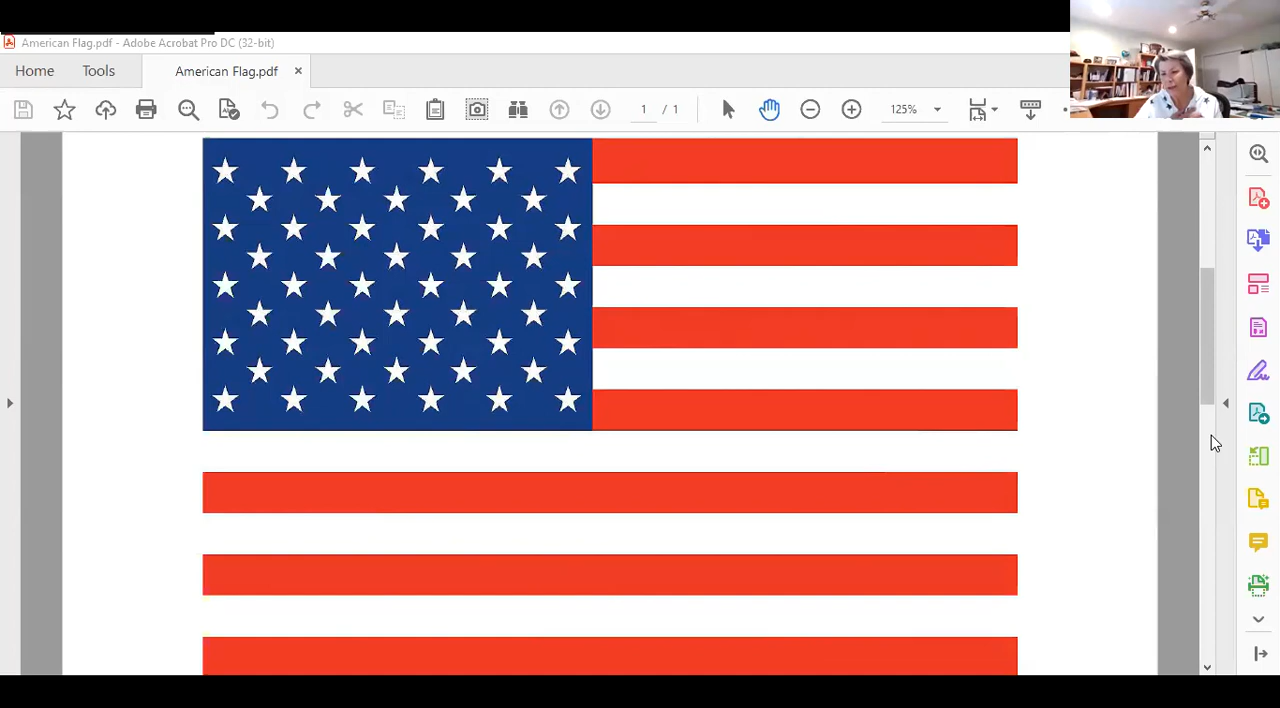 American Flag.pdf - Adobe Acrobat Pro DC (32-bit)
Home Tools American Flag.pdf ×
1 / 1 125%